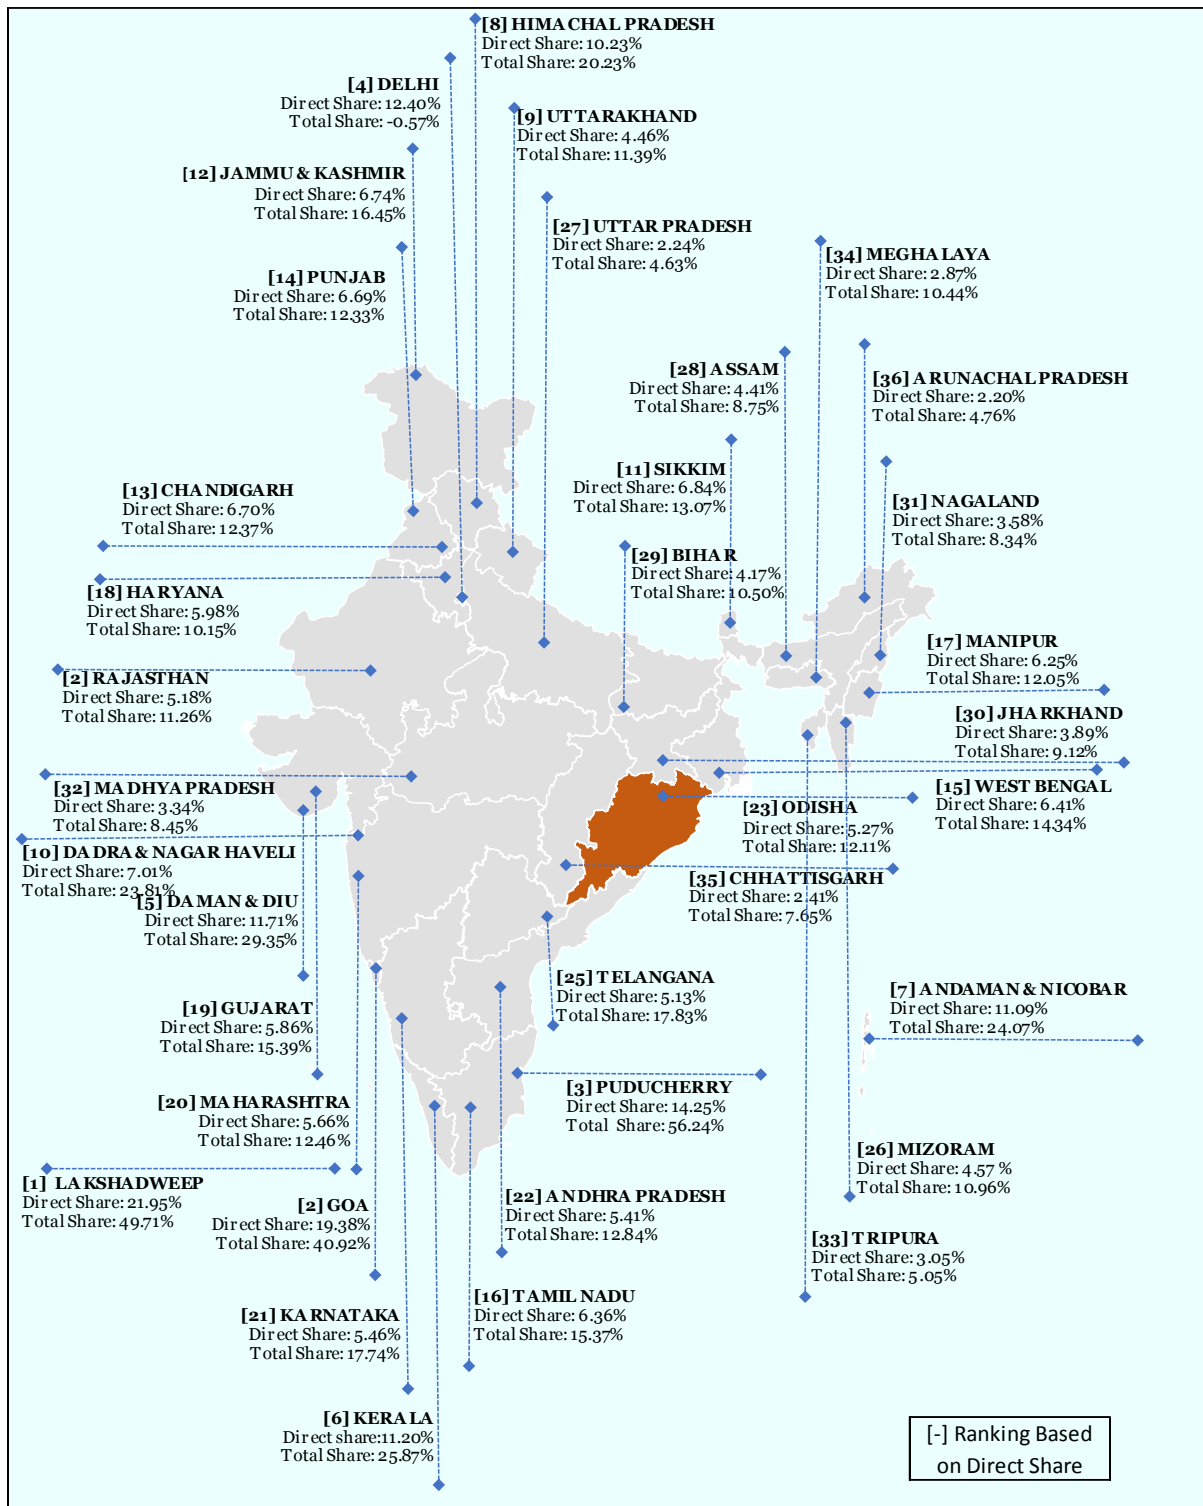 [8] HIMACHAL PRADESH
Direct Share: 10.23%
Total Share: 20.23%
[4] DELHI
Direct Share: 12.40%
Total Share: -0.57%
[9] UTTARAKHAND
Direct Share: 4.46%
Total Share: 11.39%
[12] JAMMU & KASHMIR
Direct Share: 6.74%
Total Share: 16.45%
[27] UTTAR PRADESH
Direct Share: 2.24%
Total Share: 4.63%
[34] MEGHALAYA
Direct Share: 2.87%
Total Share: 10.44%
[14] PUNJAB
Direct Share: 6.69%
Total Share: 12.33%
[28] ASSAM
Direct Share: 4.41%
Total Share: 8.75%
[36] ARUNACHAL PRADESH
Direct Share: 2.20%
Total Share: 4.76%
[11] SIKKIM
Direct Share: 6.84%
Total Share: 13.07%
[13] CHANDIGARH
Direct Share: 6.70%
Total Share: 12.37%
[31] NAGALAND
Direct Share: 3.58%
Total Share: 8.34%
[29] BIHAR
Direct Share: 4.17%
Total Share: 10.50%
[18] HARYANA
Direct Share: 5.98%
Total Share: 10.15%
[17] MANIPUR
Direct Share: 6.25%
Total Share: 12.05%
[2] RAJASTHAN
Direct Share: 5.18%
Total Share: 11.26%
[30] JHARKHAND
Direct Share: 3.89%
Total Share: 9.12%
[32] MADHYA PRADESH
Direct Share: 3.34%
Total Share: 8.45%
[15] WEST BENGAL
Direct Share: 6.41%
Total Share: 14.34%
[23] ODISHA
Direct Share: 5.27%
Total Share: 12.11%
[10] DADRA & NAGAR HAVELI
Direct Share: 7.01%
Total Share: 23.81%
[35] CHHATTISGARH
Direct Share: 2.41%
Total Share: 7.65%
[5] DAMAN & DIU
Direct Share: 11.71%
Total Share: 29.35%
[25] TELANGANA
Direct Share: 5.13%
Total Share: 17.83%
[7] ANDAMAN & NICOBAR
Direct Share: 11.09%
Total Share: 24.07%
[19] GUJARAT
Direct Share: 5.86%
Total Share: 15.39%
[3] PUDUCHERRY
Direct Share: 14.25%
Total Share: 56.24%
[20] MAHARASHTRA
Direct Share: 5.66%
Total Share: 12.46%
[26] MIZORAM
Direct Share: 4.57 %
Total Share: 10.96%
[1] LAKSHADWEEP
Direct Share: 21.95%
Total Share: 49.71%
[2] GOA
Direct Share: 19.38%
Total Share: 40.92%
[22] ANDHRA PRADESH
Direct Share: 5.41%
Total Share: 12.84%
[33] TRIPURA
Direct Share: 3.05%
Total Share: 5.05%
[16] TAMIL NADU
Direct Share: 6.36%
Total Share: 15.37%
[21] KARNATAKA
Direct Share: 5.46%
Total Share: 17.74%
[6] KERALA
Direct share:11.20%
Total Share: 25.87%
[-] Ranking Based
on Direct Share